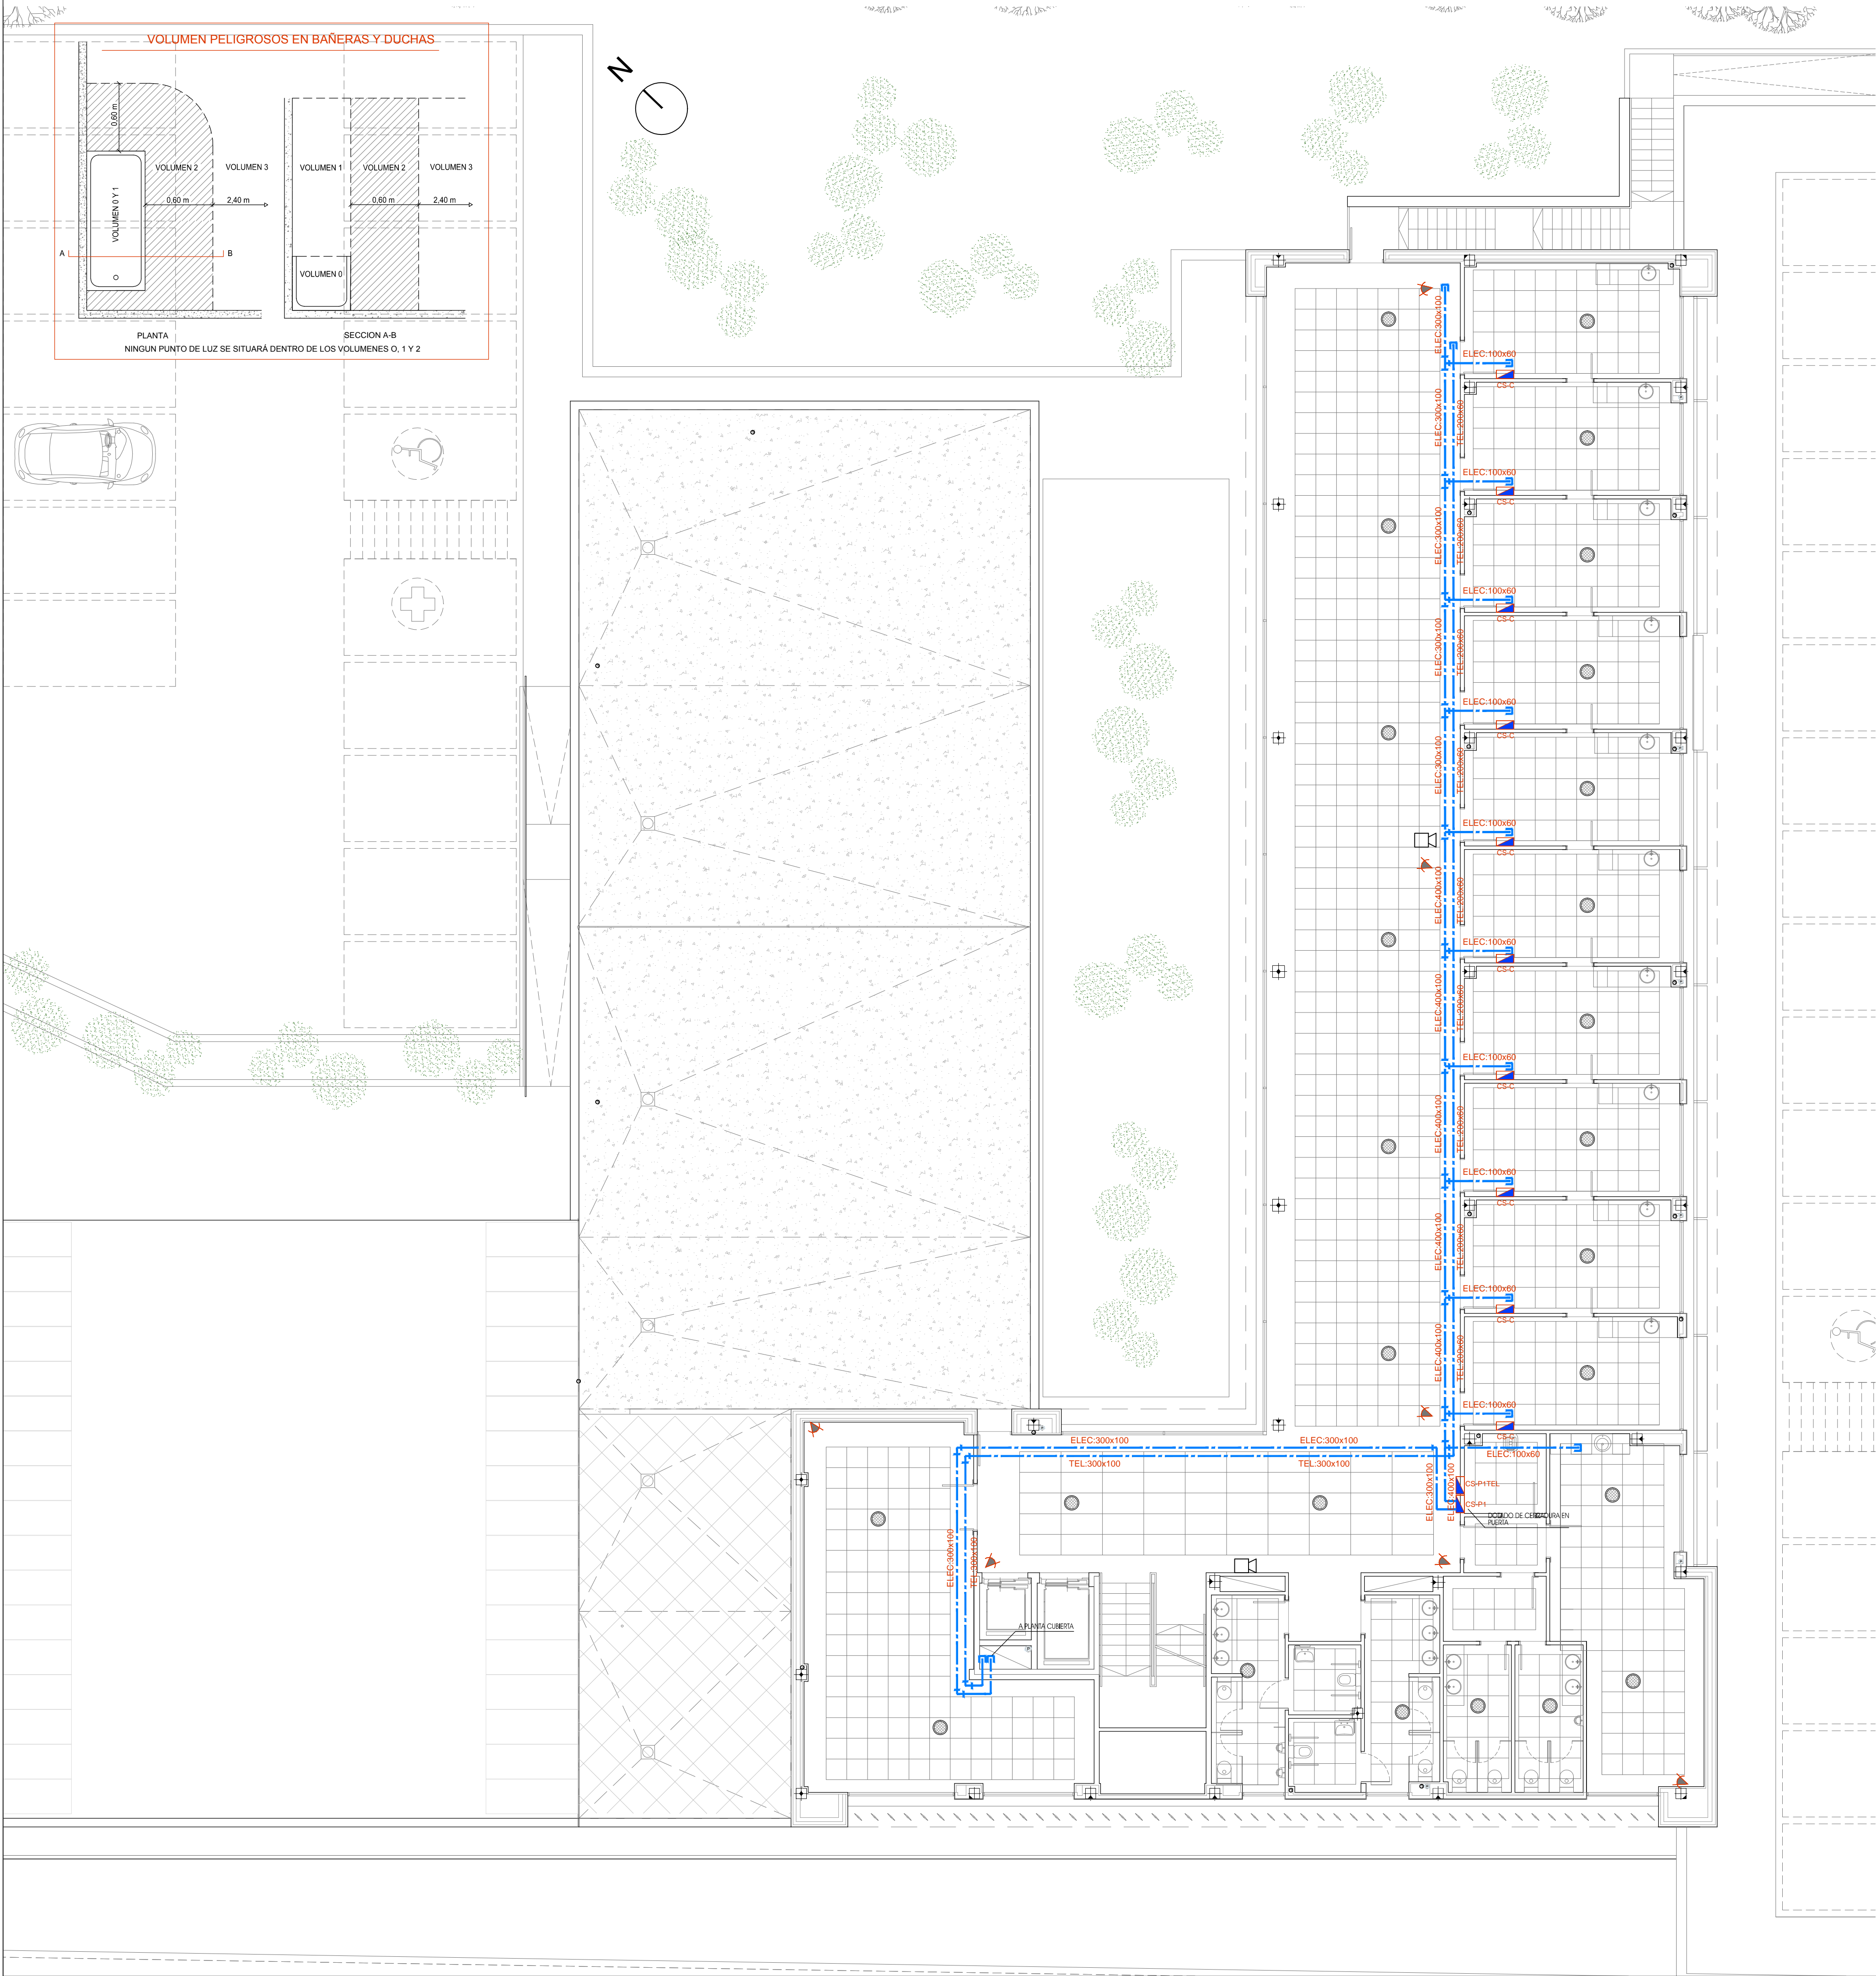 VOLUMEN PELIGROSOS EN BAÑERAS Y DUCHAS
0,60 m
VOLUMEN 2
VOLUMEN 3
VOLUMEN 0 Y 1
0,60 m
2,40 m
A
B
VOLUMEN 1
VOLUMEN 2
VOLUMEN 3
0,60 m
2,40 m
VOLUMEN 0
PLANTA
SECCION A-B
NINGUN PUNTO DE LUZ SE SITUARÁ DENTRO DE LOS VOLUMENES O, 1 Y 2
N
ELEC:300x100
ELEC:100x60
CS-C
ELEC:300x100
TEL:200x60
ELEC:100x60
CS-C
ELEC:300x100
TEL:200x60
ELEC:100x60
CS-C
ELEC:300x100
TEL:200x60
ELEC:100x60
CS-C
ELEC:300x100
TEL:200x60
ELEC:100x60
CS-C
ELEC:400x100
TEL:200x60
ELEC:100x60
CS-C
ELEC:400x100
TEL:200x60
ELEC:100x60
CS-C
ELEC:400x100
TEL:200x60
ELEC:100x60
CS-C
ELEC:400x100
TEL:200x60
ELEC:100x60
CS-C
ELEC:400x100
TEL:200x60
ELEC:100x60
CS-C
ELEC:300x100
ELEC:300x100
TEL:300x100
TEL:300x100
ELEC:100x60
ELEC:300x100
ELEC:400x100
CS-P1TEL
CS-P1
DOTADO DE CERRADURA EN
PUERTA
ELEC:300x100
TEL:300x100
A PLANTA CUBIERTA